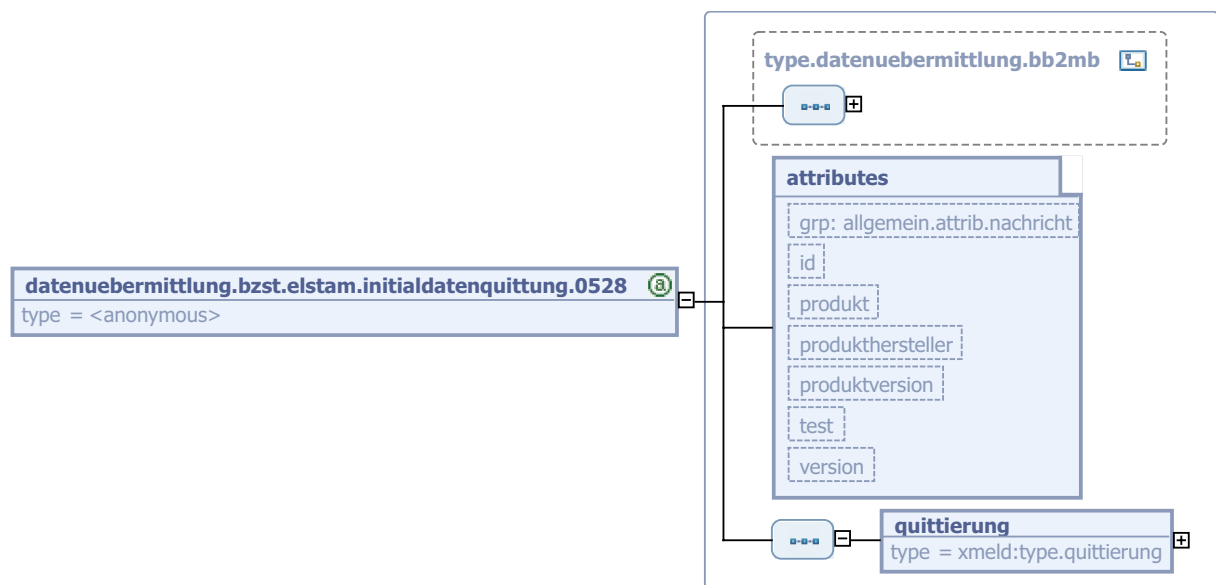 type.datenuebermittlung.bb2mb
attributes
grp: allgemein.attrib.nachricht
id
produkt
produkthersteller
produktversion
test
version
datenuebermittlung.bzst.elstam.initialdatenquittung.0528 @
type = <anonymous>
quittierung
type = xmeld:type.quittierung